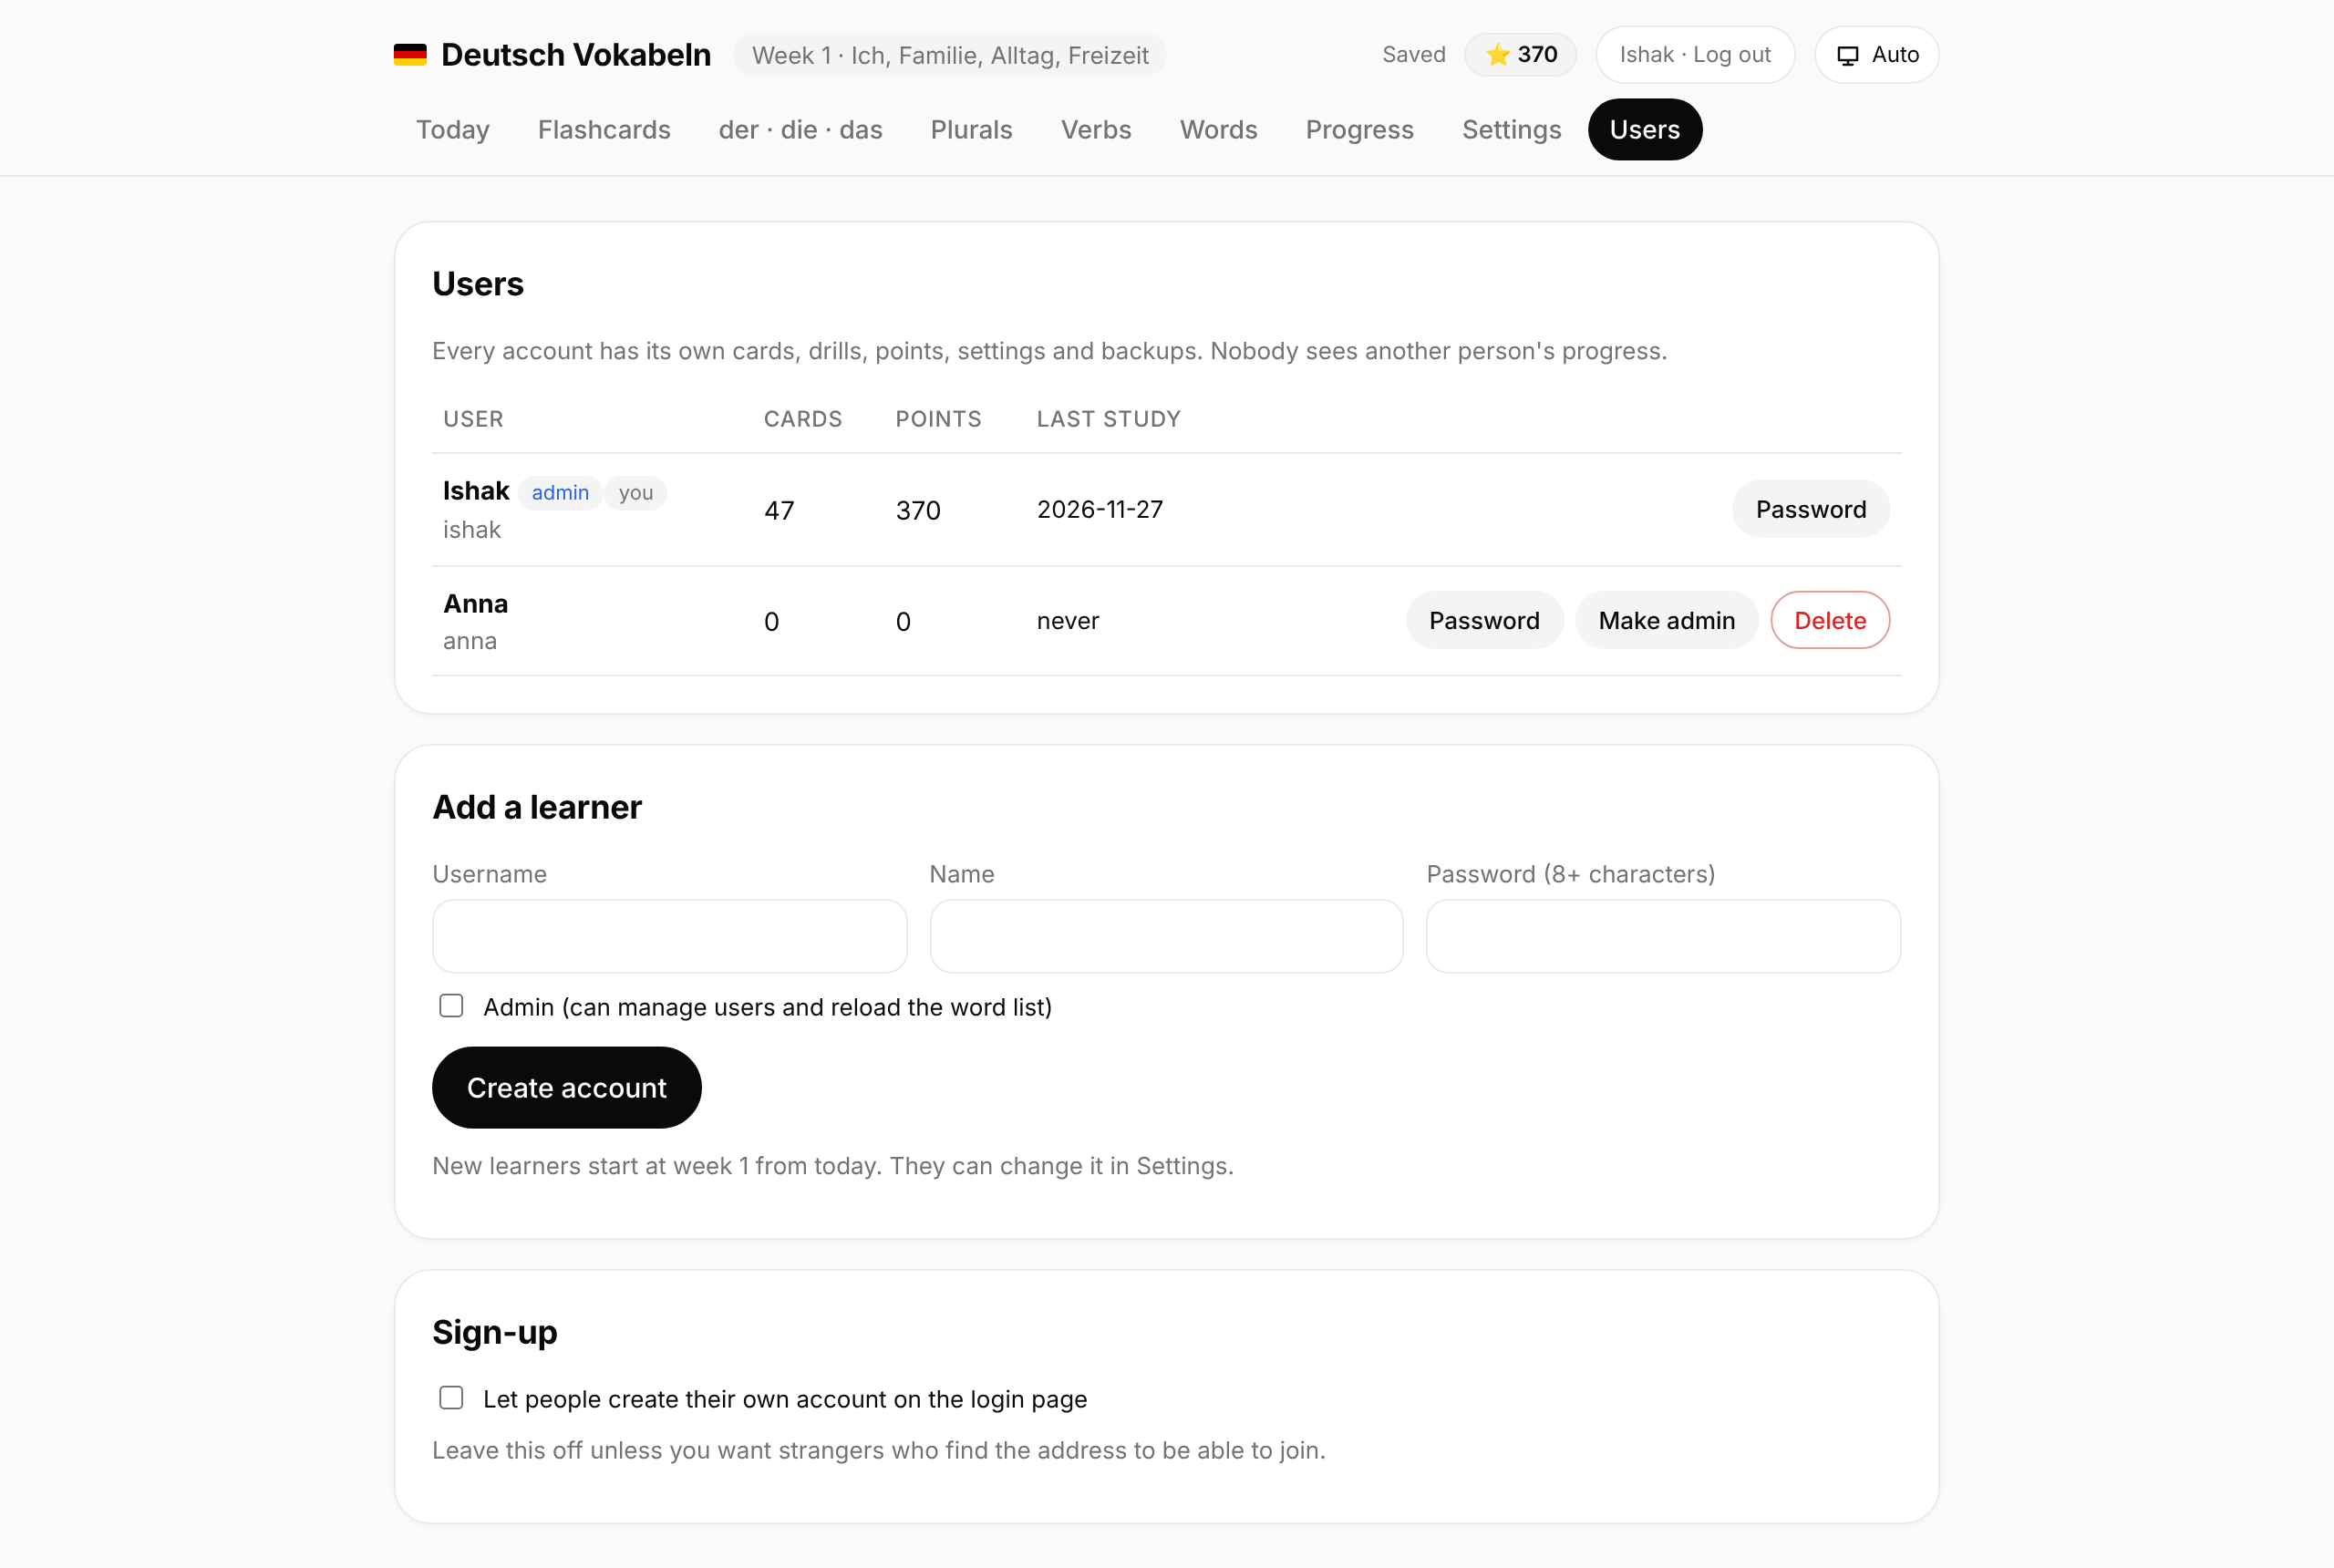 Deutsch Vokabeln Week 1 · Ich, Familie, Alltag, Freizeit Saved 370 Ishak · Log out Auto
Today Flashcards der · die · das Plurals Verbs Words Progress Settings Users
Users
Every account has its own cards, drills, points, settings and backups. Nobody sees another person's progress.
USER CARDS POINTS LAST STUDY
Ishak admin you 47 370 2026-11-27 Password
ishak
Anna 0 0 never Password Make admin Delete
anna
Add a learner
Username Name Password (8+ characters)
Admin (can manage users and reload the word list)
Create account
New learners start at week 1 from today. They can change it in Settings.
Sign-up
Let people create their own account on the login page
Leave this off unless you want strangers who find the address to be able to join.